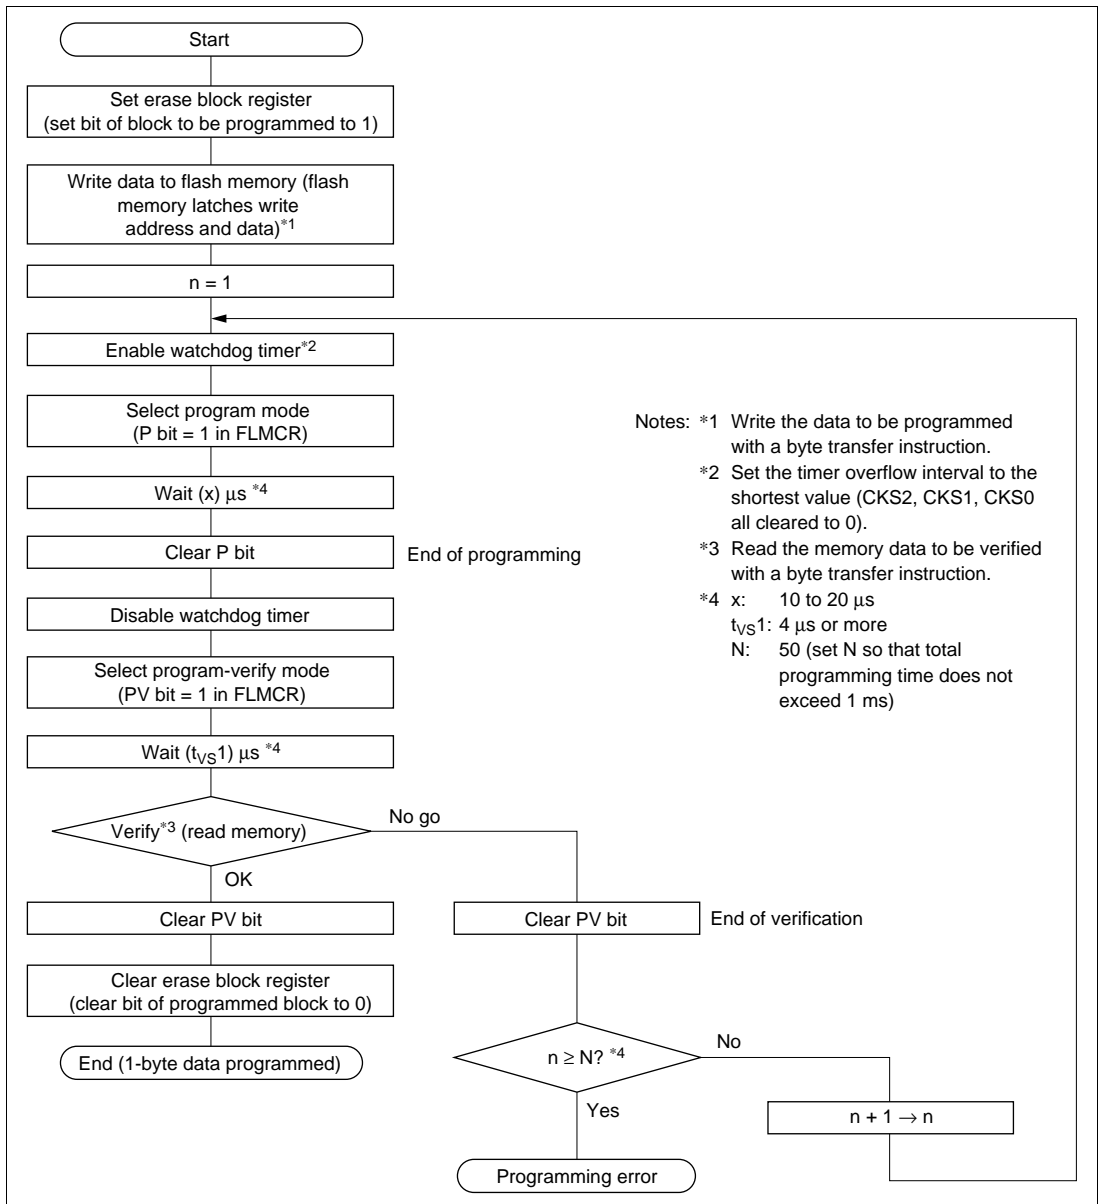 Start
Set erase block register
(set bit of block to be programmed to 1)
Write data to flash memory (flash
memory latches write
address and data)*1
n = 1
Enable watchdog timer*2
Select program mode
(P bit = 1 in FLMCR)
Wait (x) μs *4
Clear P bit
End of programming
Disable watchdog timer
Select program-verify mode
(PV bit = 1 in FLMCR)
Wait (tVS1) μs *4
Verify*3 (read memory)
No go
OK
Clear PV bit
Clear erase block register
(clear bit of programmed block to 0)
End (1-byte data programmed)
Clear PV bit
End of verification
n ≥ N? *4
No
Yes
n + 1 → n
Programming error
Notes: *1 Write the data to be programmed
with a byte transfer instruction.
*2 Set the timer overflow interval to the
shortest value (CKS2, CKS1, CKS0
all cleared to 0).
*3 Read the memory data to be verified
with a byte transfer instruction.
*4 x: 10 to 20 μs
tVS1: 4 μs or more
N: 50 (set N so that total
programming time does not
exceed 1 ms)